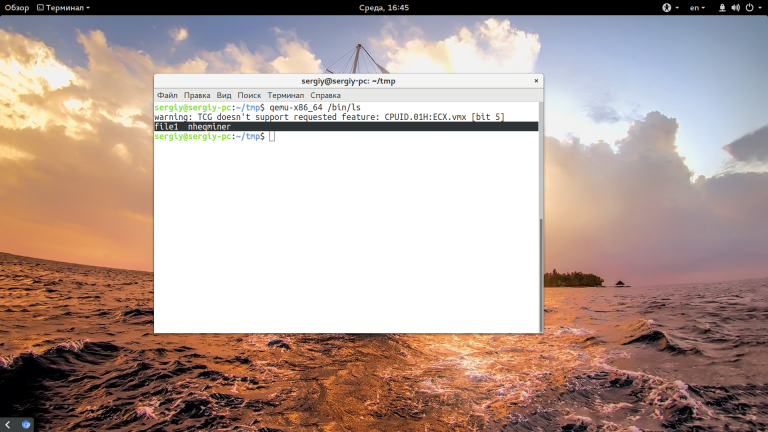 Обзор Терминал Среда, 16:45 en
sergiy@sergiy-pc: ~/tmp ×
Файл Правка Вид Поиск Терминал Справка
sergiy@sergiy-pc:~/tmp$ qemu-x86_64 /bin/ls
warning: TCG doesn't support requested feature: CPUID.01H:ECX.vmx [bit 5]
file1 nheqminer
sergiy@sergiy-pc:~/tmp$